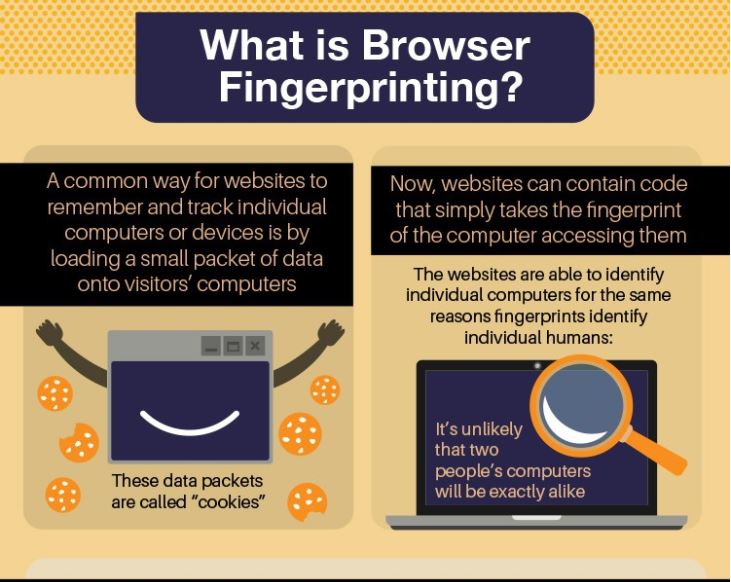 What is Browser
Fingerprinting?
A common way for websites to
remember and track individual
computers or devices is by
loading a small packet of data
onto visitors’ computers
These data packets
are called “cookies”
Now, websites can contain code
that simply takes the fingerprint
of the computer accessing them
The websites are able to identify
individual computers for the same
reasons fingerprints identify
individual humans:
It’s unlikely
that two
people’s computers
will be exactly alike